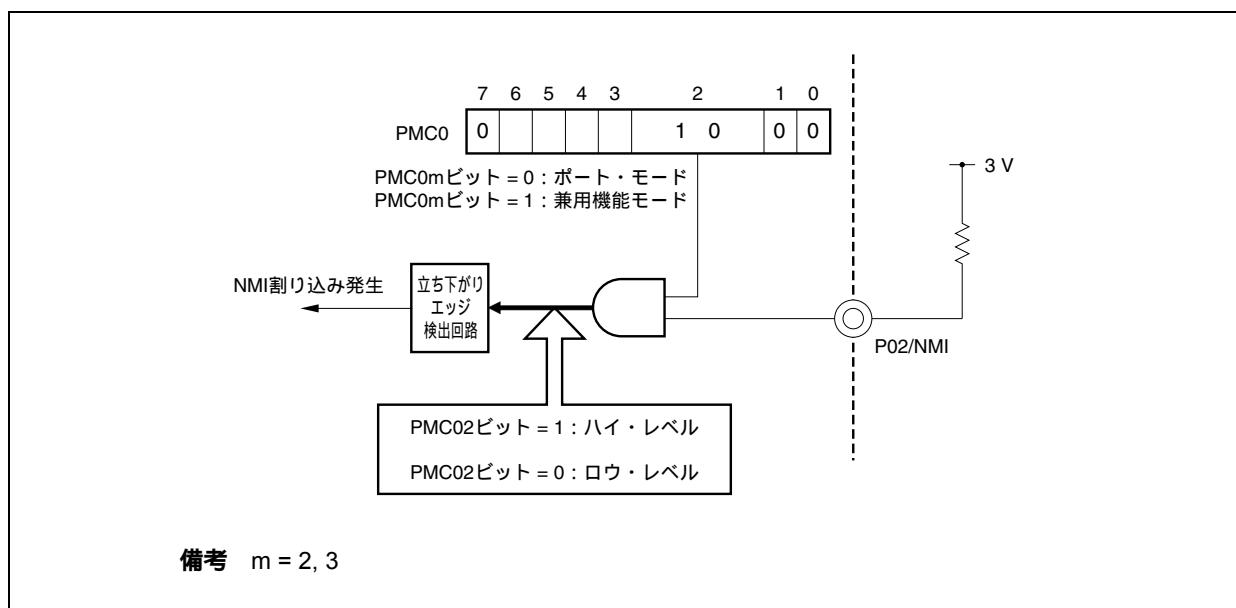 7 6 5 4 3 2 1 0
PMC0 0 1 0 0 0
PMC0mビット = 0 : ポート・モード
PMC0mビット = 1 : 兼用機能モード
3 V
NMI割り込み発生
立ち下がり
エッジ
検出回路
P02/NMI
PMC02ビット = 1 : ハイ・レベル
PMC02ビット = 0 : ロウ・レベル
備考 m = 2, 3